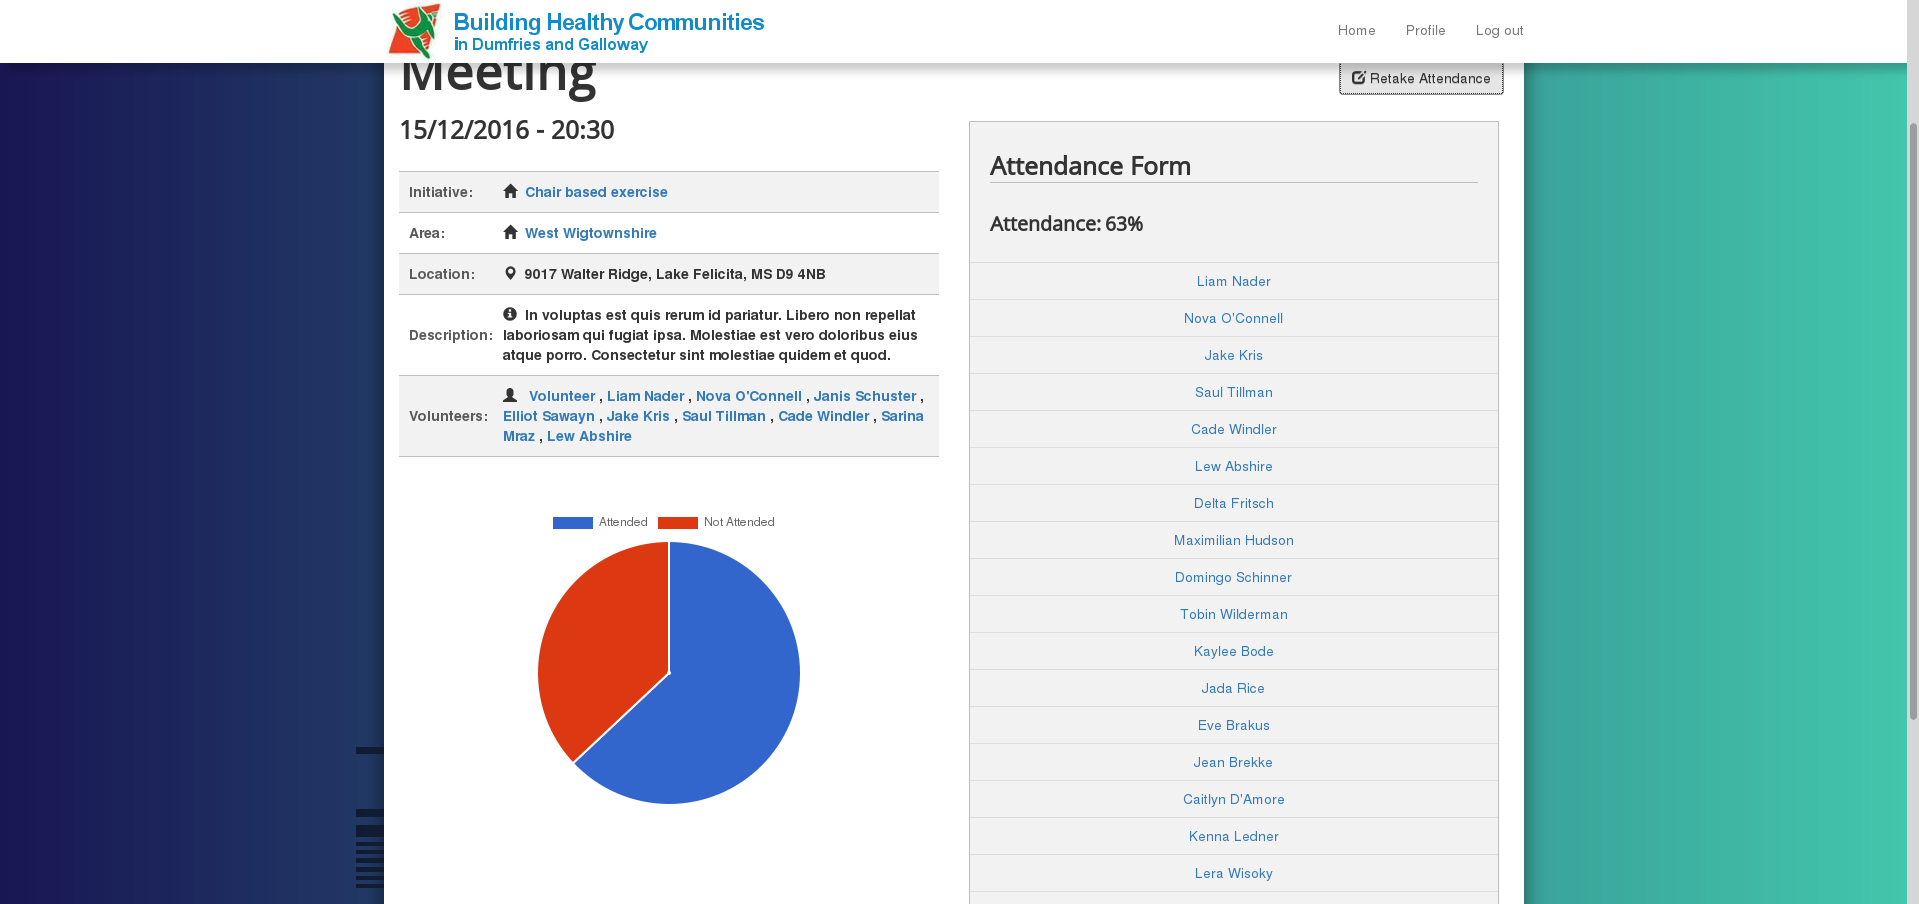 Building Healthy Communities
in Dumfries and Galloway
Home Profile Log out
Meeting
Retake Attendance
15/12/2016 - 20:30
Initiative: Chair based exercise
Area: West Wigtownshire
Location: 9017 Walter Ridge, Lake Felicita, MS D9 4NB
Description: In voluptas est quis rerum id pariatur. Libero non repellat
laboriosam qui fugiat ipsa. Molestiae est vero doloribus eius
atque porro. Consectetur sint molestiae quidem et quod.
Volunteers: Volunteer , Liam Nader , Nova O'Connell , Janis Schuster ,
Elliot Sawayn , Jake Kris , Saul Tillman , Cade Windler , Sarina
Mraz , Lew Abshire
Attended Not Attended
Attendance Form
Attendance: 63%
Liam Nader
Nova O'Connell
Jake Kris
Saul Tillman
Cade Windler
Lew Abshire
Delta Fritsch
Maximilian Hudson
Domingo Schinner
Tobin Wilderman
Kaylee Bode
Jada Rice
Eve Brakus
Jean Brekke
Caitlyn D'Amore
Kenna Ledner
Lera Wisoky